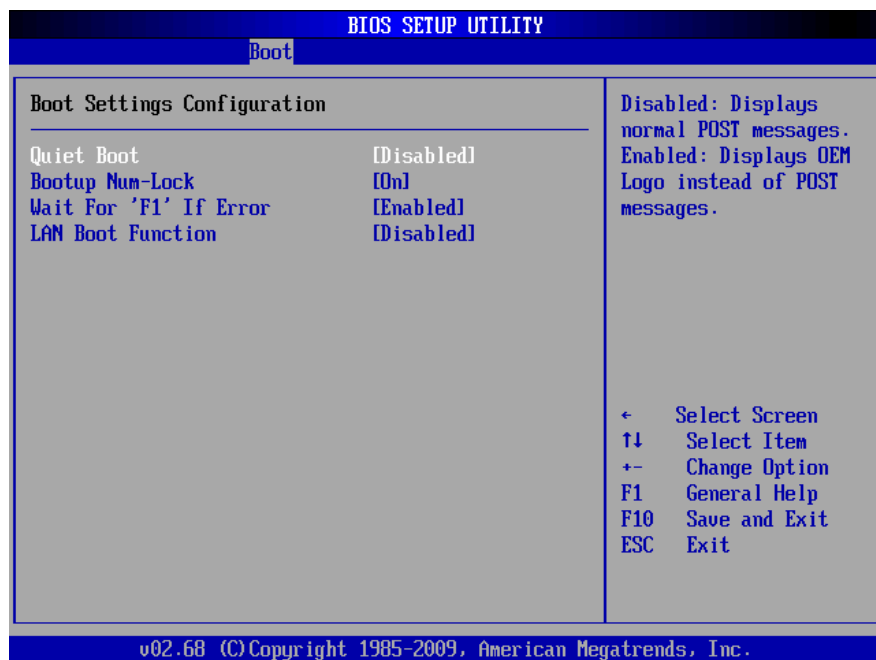 BIOS SETUP UTILITY
Boot
Boot Settings Configuration
Quiet Boot [Disabled]
Bootup Num-Lock [On]
Wait For 'F1' If Error [Enabled]
LAN Boot Function [Disabled]
Disabled: Displays
normal POST messages.
Enabled: Displays OEM
Logo instead of POST
messages.
← Select Screen
↑↓ Select Item
+- Change Option
F1 General Help
F10 Save and Exit
ESC Exit
v02.68 (C)Copyright 1985-2009, American Megatrends, Inc.